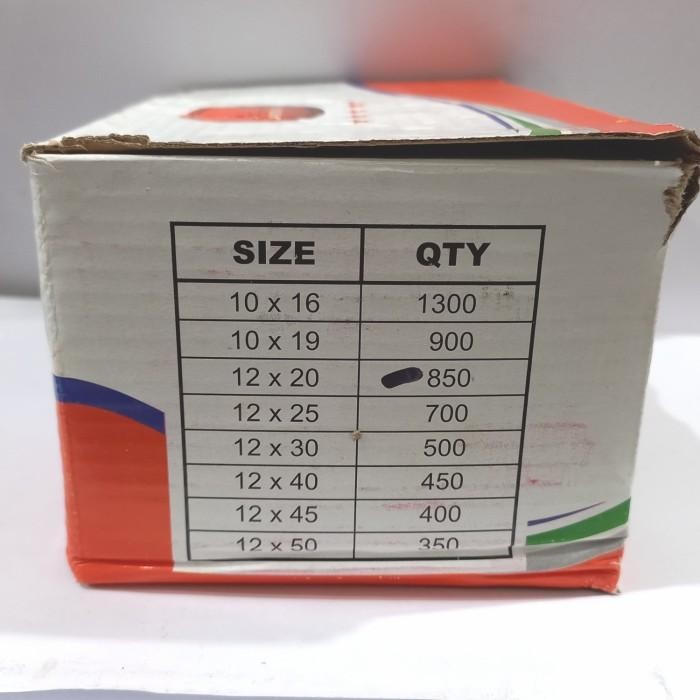 SIZE QTY
10 x 16 1300
10 x 19 900
12 x 20 850
12 x 25 700
12 x 30 500
12 x 40 450
12 x 45 400
12 x 50 350